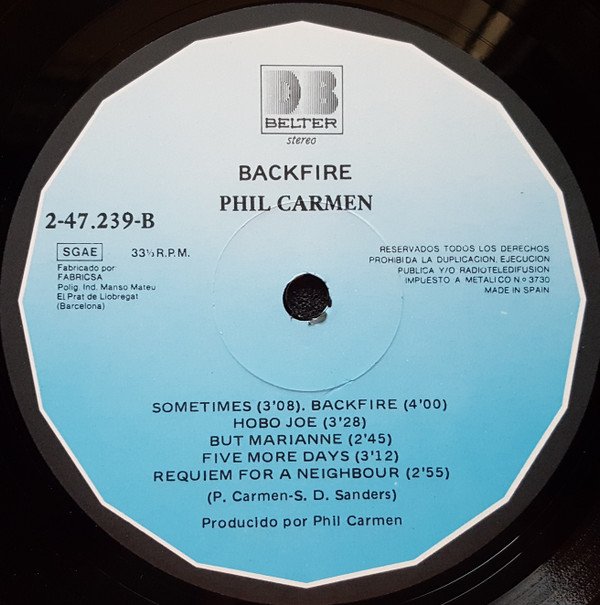 DB
BELTER
stereo
BACKFIRE
PHIL CARMEN
2-47.239-B
SGAE 33⅓ R.P.M.
Fabricado por
FABRICSA
Polig. Ind. Manso Mateu
El Prat de Llobregat
(Barcelona)
RESERVADOS TODOS LOS DERECHOS
PROHIBIDA LA DUPLICACION, EJECUCION
PUBLICA Y/O RADIOTELEDIFUSION
IMPUESTO A METALICO Nº 3730
MADE IN SPAIN
SOMETIMES (3'08). BACKFIRE (4'00)
HOBO JOE (3'28)
BUT MARIANNE (2'45)
FIVE MORE DAYS (3'12)
REQUIEM FOR A NEIGHBOUR (2'55)
(P. Carmen-S. D. Sanders)
Producido por Phil Carmen